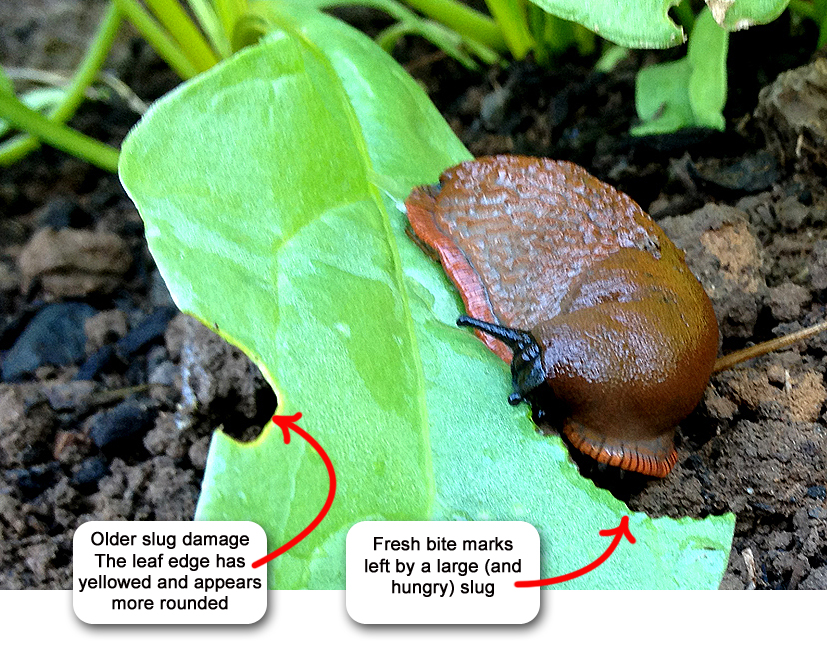 Older slug damage
The leaf edge has
yellowed and appears
more rounded
Fresh bite marks
left by a large (and
hungry) slug